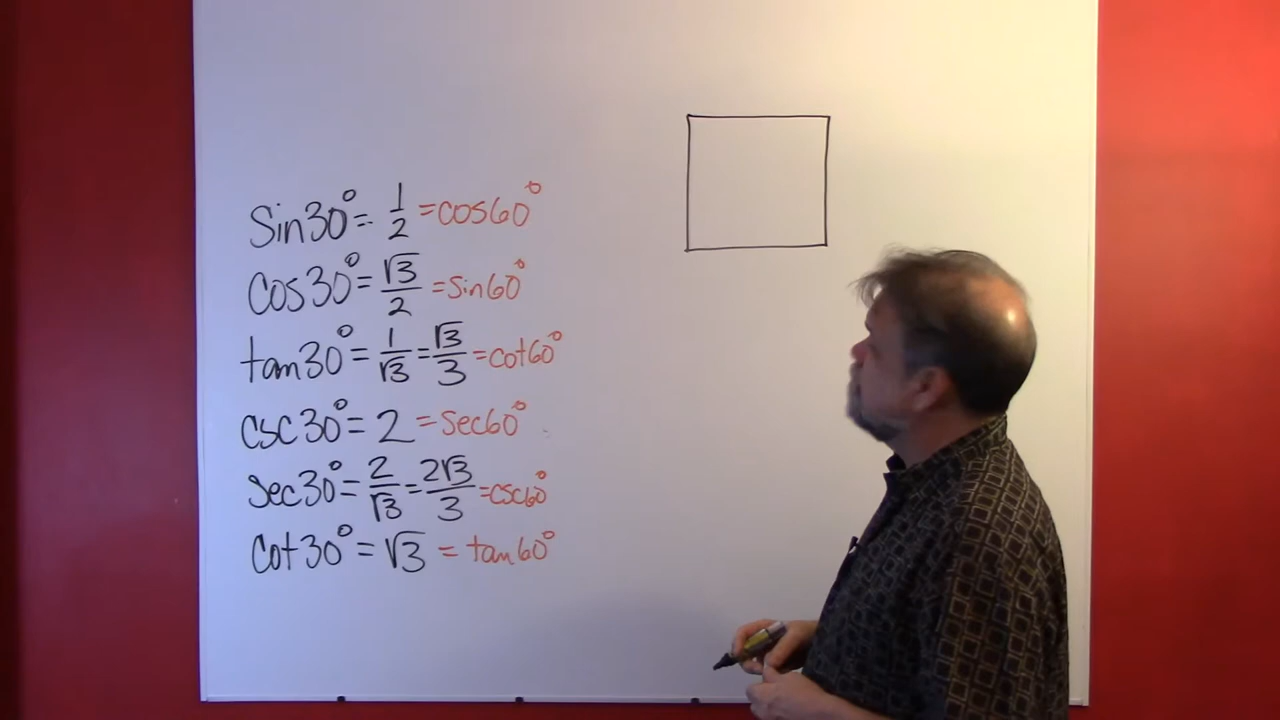 Sin30° = 1/2 = cos60°
Cos30° = √3/2 = sin60°
tan30° = 1/√3 = √3/3 = cot60°
csc30° = 2 = sec60°
sec30° = 2/√3 = 2√3/3 = csc60°
cot30° = √3 = tan60°